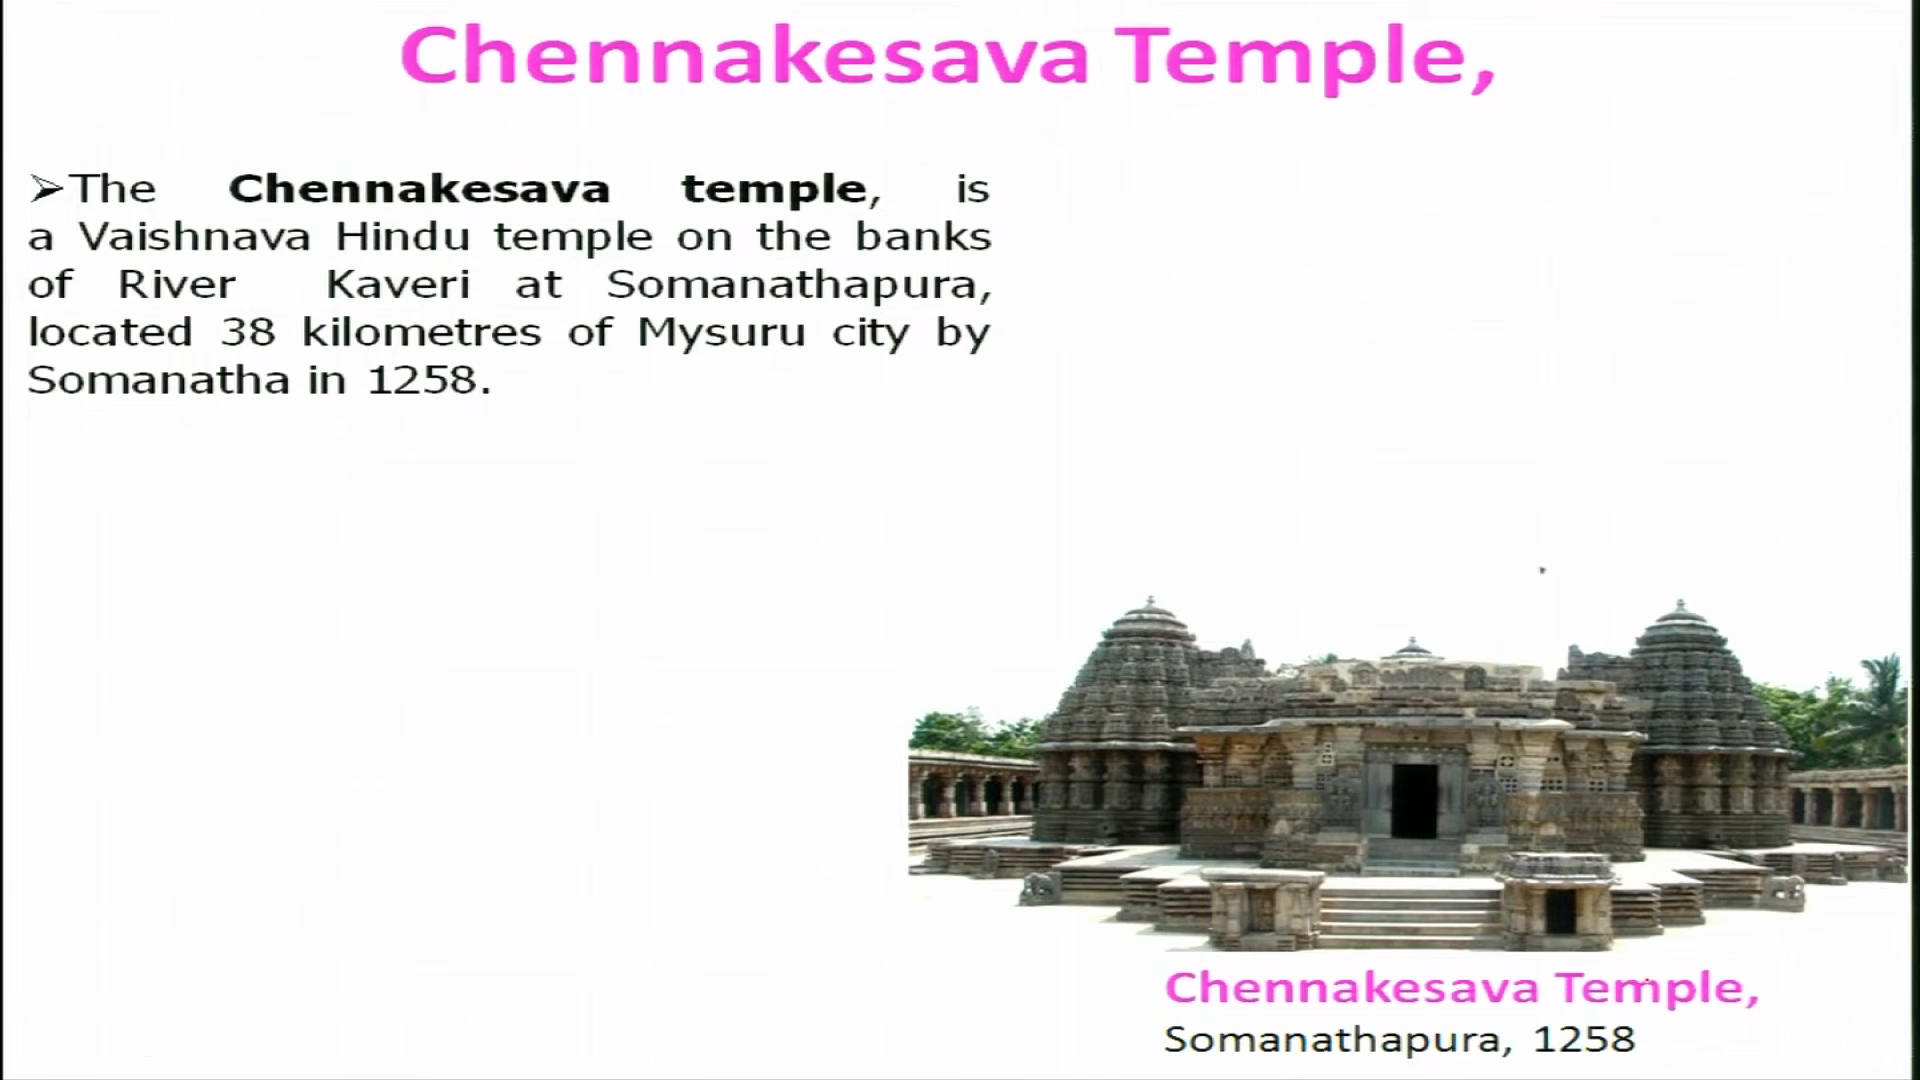 Chennakesava Temple,
➢The Chennakesava temple, is
a Vaishnava Hindu temple on the banks
of River Kaveri at Somanathapura,
located 38 kilometres of Mysuru city by
Somanatha in 1258.
Chennakesava Temple,
Somanathapura, 1258